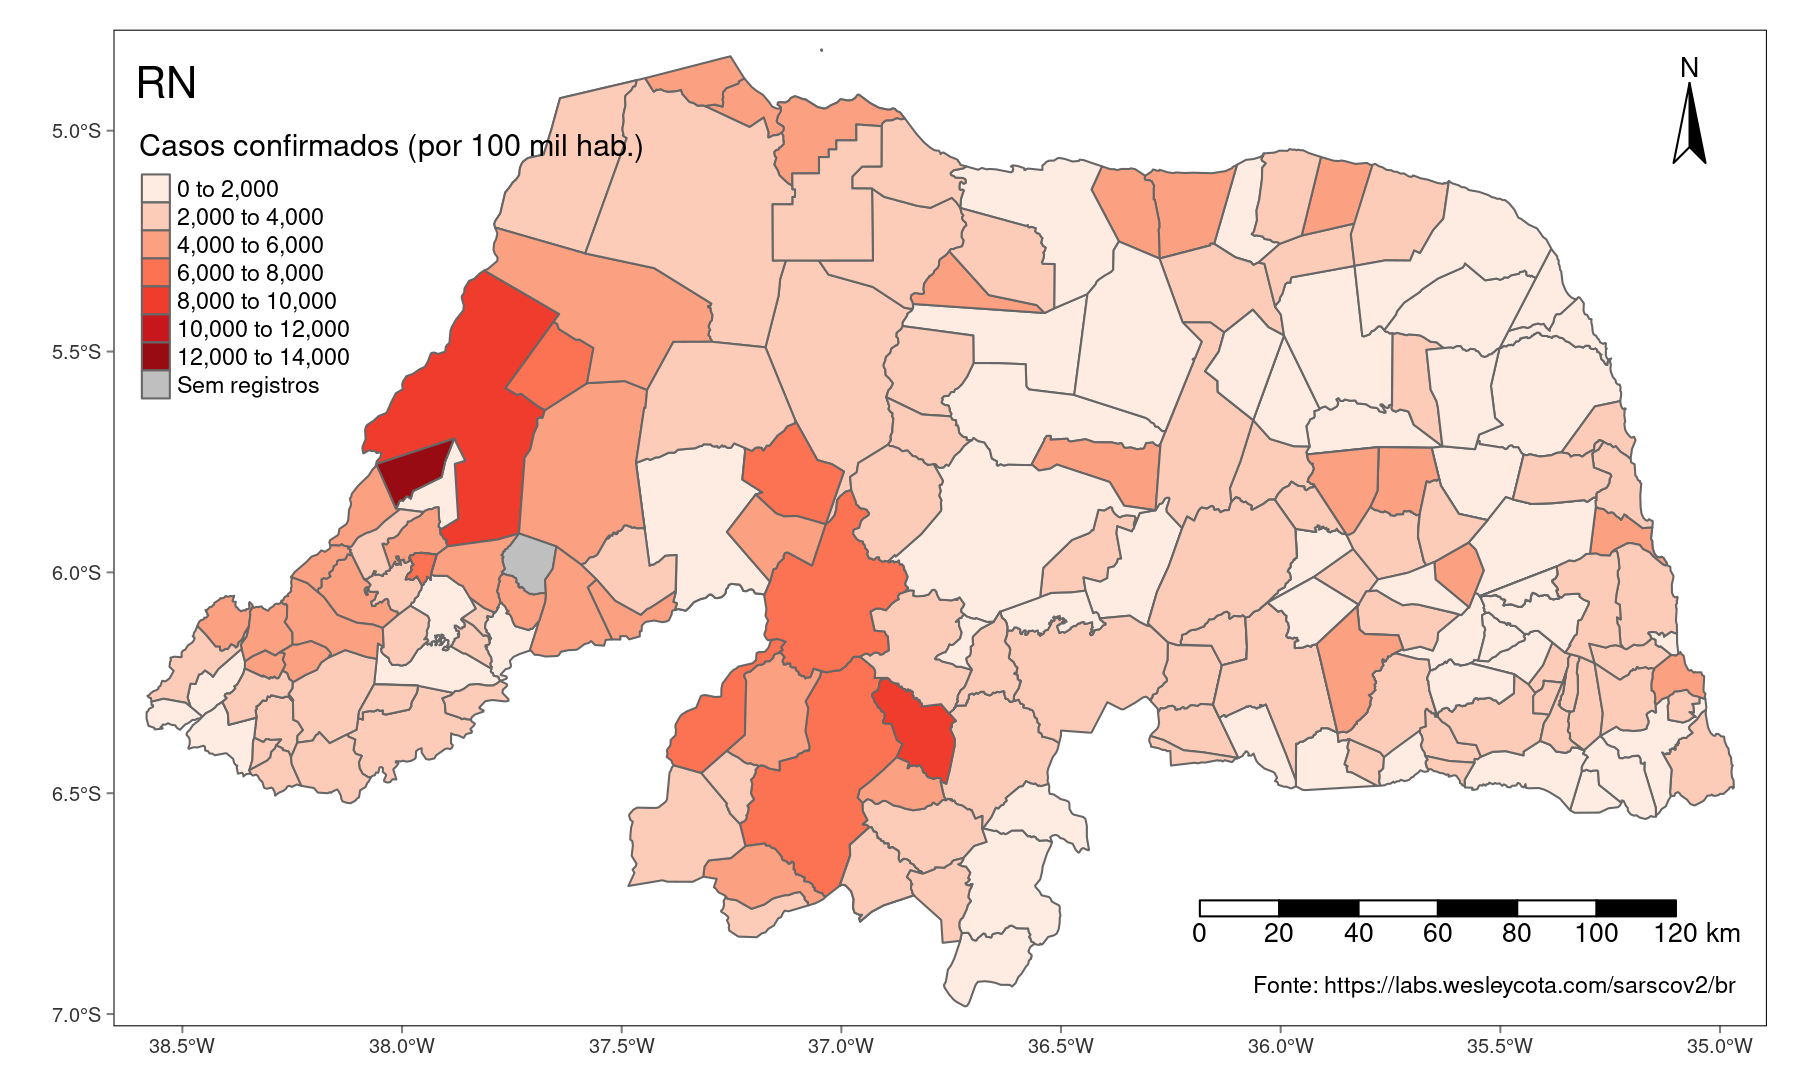 RN
N
Casos confirmados (por 100 mil hab.)
0 to 2,000
2,000 to 4,000
4,000 to 6,000
6,000 to 8,000
8,000 to 10,000
10,000 to 12,000
12,000 to 14,000
Sem registros
5.0°S
5.5°S
6.0°S
6.5°S
7.0°S
0 20 40 60 80 100 120 km
Fonte: https://labs.wesleycota.com/sarscov2/br
38.5°W 38.0°W 37.5°W 37.0°W 36.5°W 36.0°W 35.5°W 35.0°W